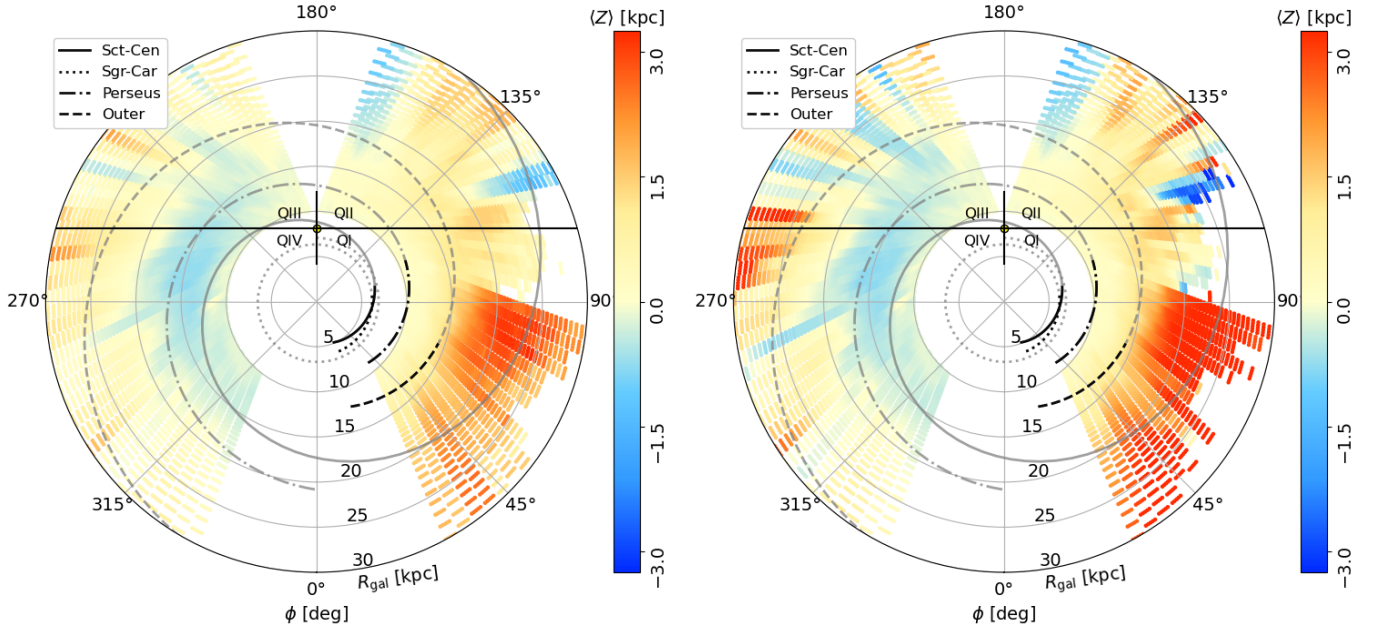 180°
⟨Z⟩ [kpc]
Sct-Cen
Sgr-Car
Perseus
Outer
135°
3.0
1.5
QIII QII
QIV QI
270°
90
0.0
5
10
15
−1.5
20
315°
45°
25
30
−3.0
0°
R_gal [kpc]
ϕ [deg]
180°
⟨Z⟩ [kpc]
Sct-Cen
Sgr-Car
Perseus
Outer
135°
3.0
1.5
QIII QII
QIV QI
270°
90
0.0
5
10
15
−1.5
20
315°
45°
25
30
−3.0
0°
R_gal [kpc]
ϕ [deg]